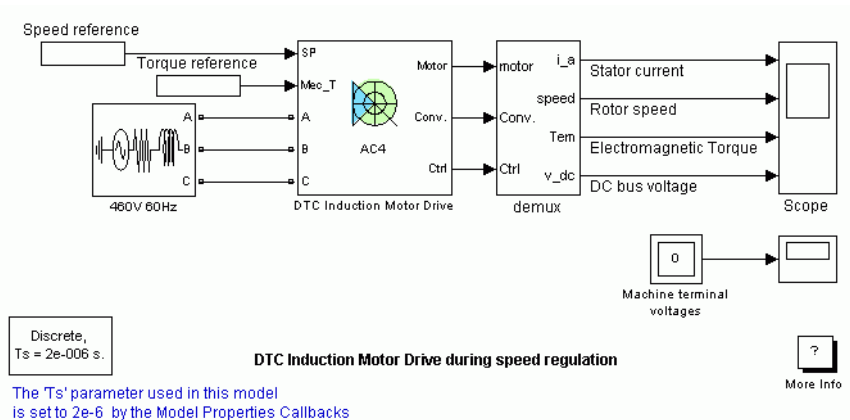 Speed reference
SP
Torque reference
Mec_T
A
B
C
A
B
C
460V 60Hz
Motor
Conv.
Ctrl
AC4
DTC Induction Motor Drive
motor
Conv.
Ctrl
i_a
speed
Tem
v_dc
demux
Stator current
Rotor speed
Electromagnetic Torque
DC bus voltage
Scope
0
Machine terminal
voltages
Discrete,
Ts = 2e-006 s.
DTC Induction Motor Drive during speed regulation
?
More Info
The 'Ts' parameter used in this model
is set to 2e-6 by the Model Properties Callbacks